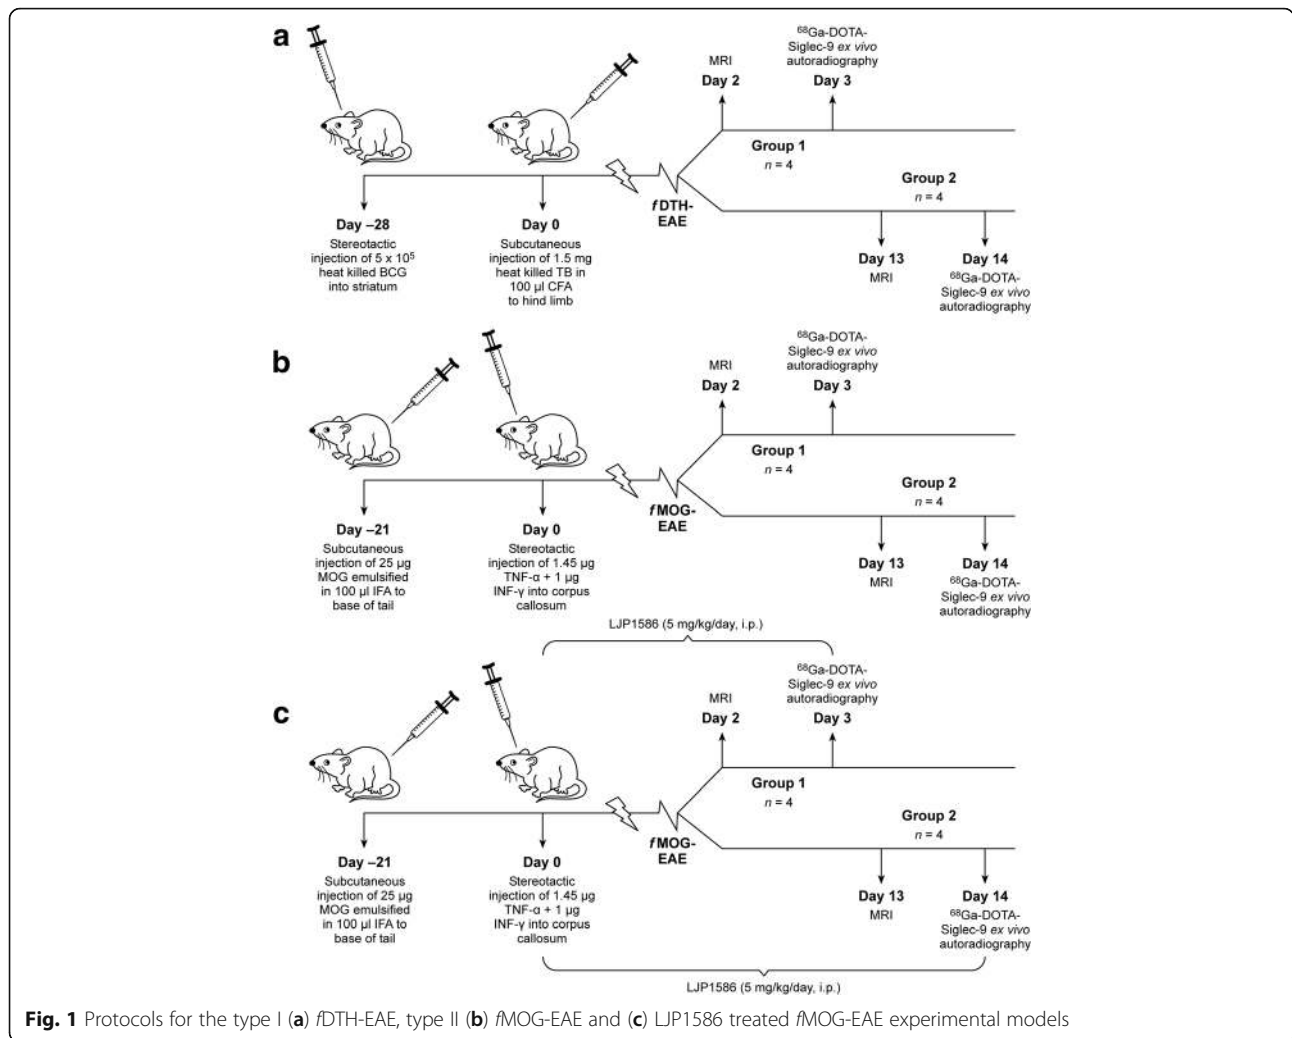 a
Day –28
Stereotactic
injection of 5 x 10⁵
heat killed BCG
into striatum
Day 0
Subcutaneous
injection of 1.5 mg
heat killed TB in
100 µl CFA
to hind limb
fDTH-
EAE
MRI
Day 2
⁶⁸Ga-DOTA-
Siglec-9 ex vivo
autoradiography
Day 3
Group 1
n = 4
Group 2
n = 4
Day 13
MRI
Day 14
⁶⁸Ga-DOTA-
Siglec-9 ex vivo
autoradiography
b
Day –21
Subcutaneous
injection of 25 µg
MOG emulsified
in 100 µl IFA to
base of tail
Day 0
Stereotactic
injection of 1.45 µg
TNF-α + 1 µg
INF-γ into corpus
callosum
fMOG-
EAE
MRI
Day 2
⁶⁸Ga-DOTA-
Siglec-9 ex vivo
autoradiography
Day 3
Group 1
n = 4
Group 2
n = 4
Day 13
MRI
Day 14
⁶⁸Ga-DOTA-
Siglec-9 ex vivo
autoradiography
c
LJP1586 (5 mg/kg/day, i.p.)
Day –21
Subcutaneous
injection of 25 µg
MOG emulsified
in 100 µl IFA to
base of tail
Day 0
Stereotactic
injection of 1.45 µg
TNF-α + 1 µg
INF-γ into corpus
callosum
fMOG-
EAE
MRI
Day 2
⁶⁸Ga-DOTA-
Siglec-9 ex vivo
autoradiography
Day 3
Group 1
n = 4
Group 2
n = 4
Day 13
MRI
Day 14
⁶⁸Ga-DOTA-
Siglec-9 ex vivo
autoradiography
LJP1586 (5 mg/kg/day, i.p.)
Fig. 1 Protocols for the type I (a) fDTH-EAE, type II (b) fMOG-EAE and (c) LJP1586 treated fMOG-EAE experimental models